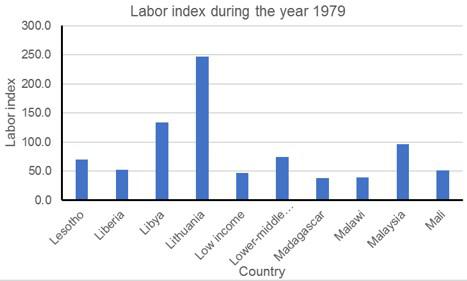 Labor index during the year 1979
300.0
250.0
200.0
150.0
100.0
50.0
0.0
Labor index
Lesotho
Liberia
Libya
Lithuania
Low income
Lower-middle…
Madagascar
Malawi
Malaysia
Mali
Country